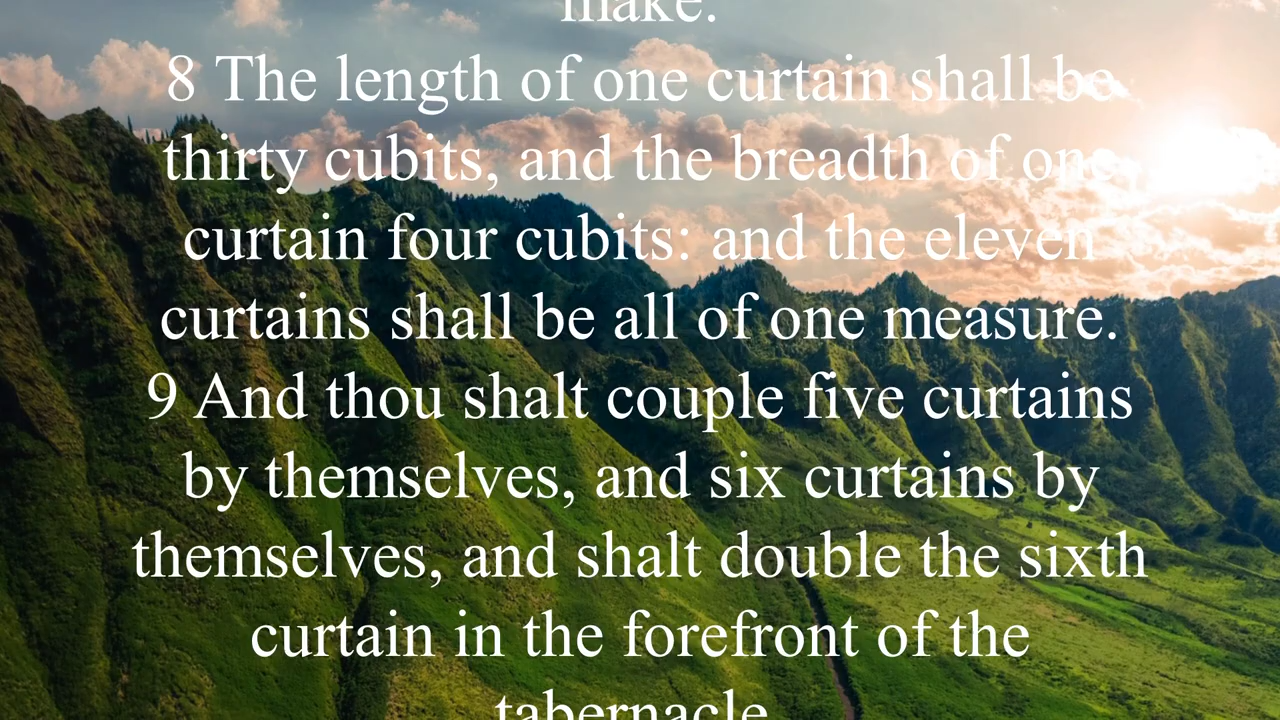 make.
8 The length of one curtain shall be
thirty cubits, and the breadth of one
curtain four cubits: and the eleven
curtains shall be all of one measure.
9 And thou shalt couple five curtains
by themselves, and six curtains by
themselves, and shalt double the sixth
curtain in the forefront of the
tabernacle.